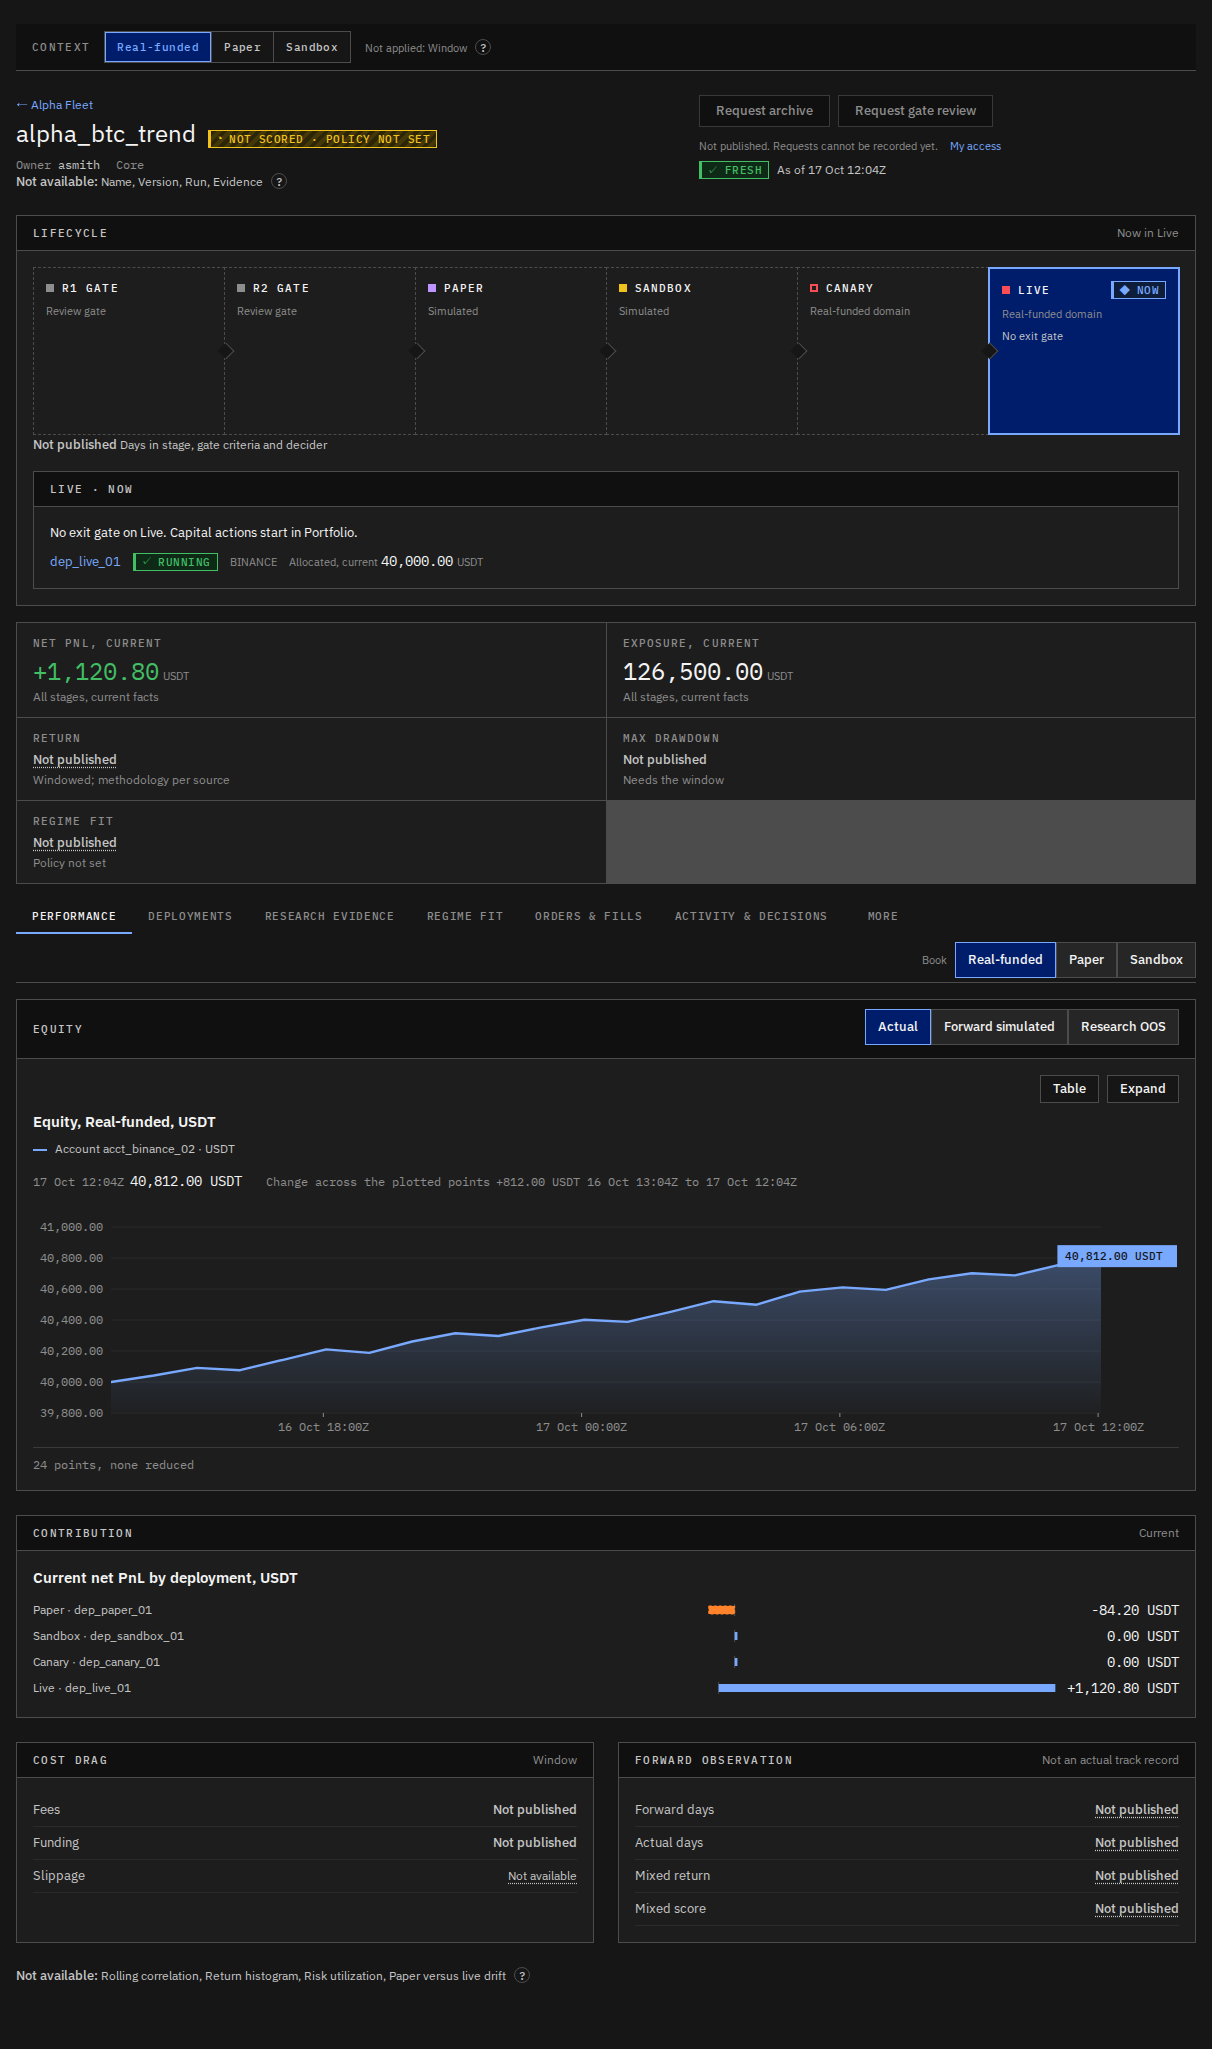 CONTEXT Real-funded Paper Sandbox Not applied: Window ?
← Alpha Fleet
Request archive Request gate review
alpha_btc_trend NOT SCORED · POLICY NOT SET
Not published. Requests cannot be recorded yet. My access
Owner asmith Core
✓ FRESH As of 17 Oct 12:04Z
Not available: Name, Version, Run, Evidence ?
LIFECYCLE Now in Live
R1 GATE
Review gate
R2 GATE
Review gate
PAPER
Simulated
SANDBOX
Simulated
CANARY
Real-funded domain
LIVE ◆ NOW
Real-funded domain
No exit gate
Not published Days in stage, gate criteria and decider
LIVE · NOW
No exit gate on Live. Capital actions start in Portfolio.
dep_live_01 ✓ RUNNING BINANCE Allocated, current 40,000.00 USDT
NET PNL, CURRENT
+1,120.80 USDT
All stages, current facts
EXPOSURE, CURRENT
126,500.00 USDT
All stages, current facts
RETURN
Not published
Windowed; methodology per source
MAX DRAWDOWN
Not published
Needs the window
REGIME FIT
Not published
Policy not set
PERFORMANCE DEPLOYMENTS RESEARCH EVIDENCE REGIME FIT ORDERS & FILLS ACTIVITY & DECISIONS MORE
Book Real-funded Paper Sandbox
EQUITY Actual Forward simulated Research OOS
Table Expand
Equity, Real-funded, USDT
Account acct_binance_02 · USDT
17 Oct 12:04Z 40,812.00 USDT Change across the plotted points +812.00 USDT 16 Oct 13:04Z to 17 Oct 12:04Z
41,000.00
40,800.00
40,812.00 USDT
40,600.00
40,400.00
40,200.00
40,000.00
39,800.00
16 Oct 18:00Z 17 Oct 00:00Z 17 Oct 06:00Z 17 Oct 12:00Z
24 points, none reduced
CONTRIBUTION Current
Current net PnL by deployment, USDT
Paper · dep_paper_01 -84.20 USDT
Sandbox · dep_sandbox_01 0.00 USDT
Canary · dep_canary_01 0.00 USDT
Live · dep_live_01 +1,120.80 USDT
COST DRAG Window
Fees Not published
Funding Not published
Slippage Not available
FORWARD OBSERVATION Not an actual track record
Forward days Not published
Actual days Not published
Mixed return Not published
Mixed score Not published
Not available: Rolling correlation, Return histogram, Risk utilization, Paper versus live drift ?